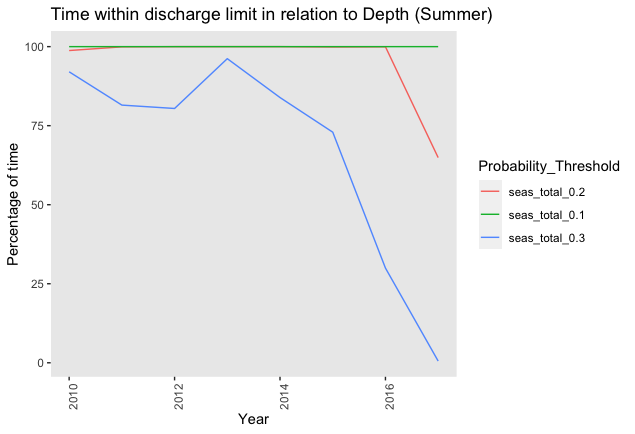 Time within discharge limit in relation to Depth (Summer)
Percentage of time
100
75
50
25
0
2010
2012
2014
2016
Year
Probability_Threshold
seas_total_0.2
seas_total_0.1
seas_total_0.3